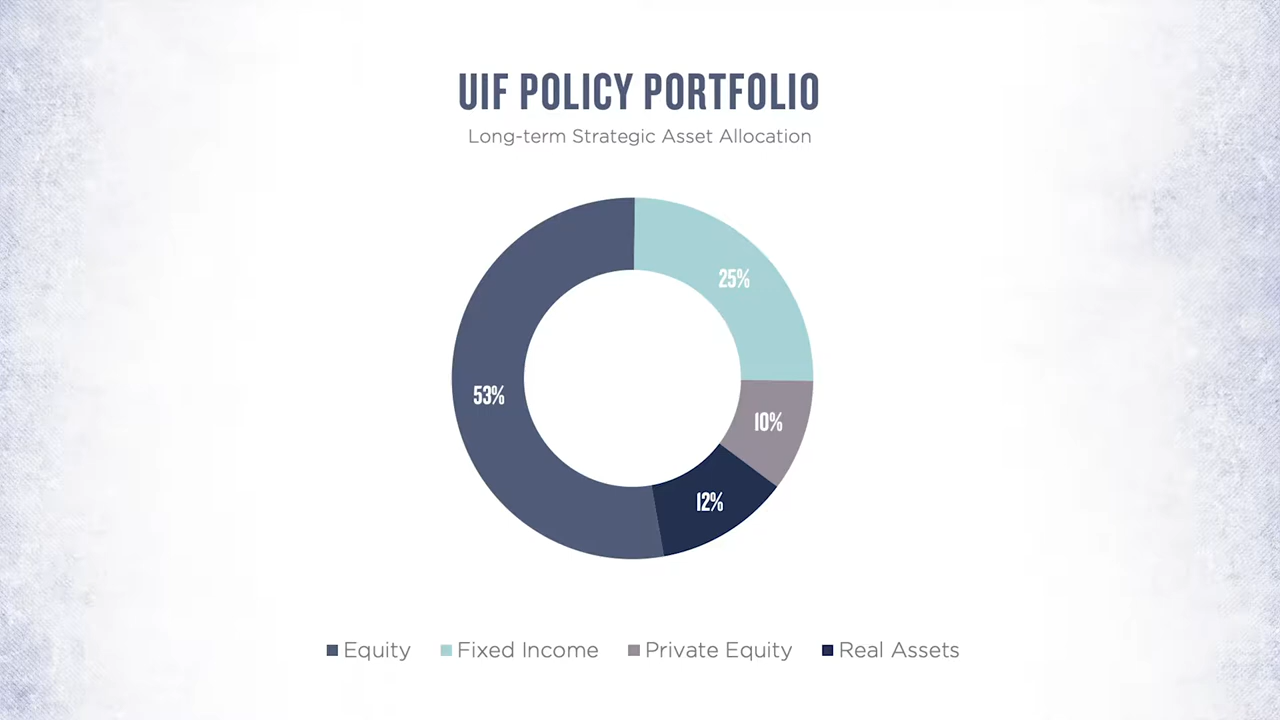 UIF POLICY PORTFOLIO
Long-term Strategic Asset Allocation
25%
53%
10%
12%
Equity Fixed Income Private Equity Real Assets